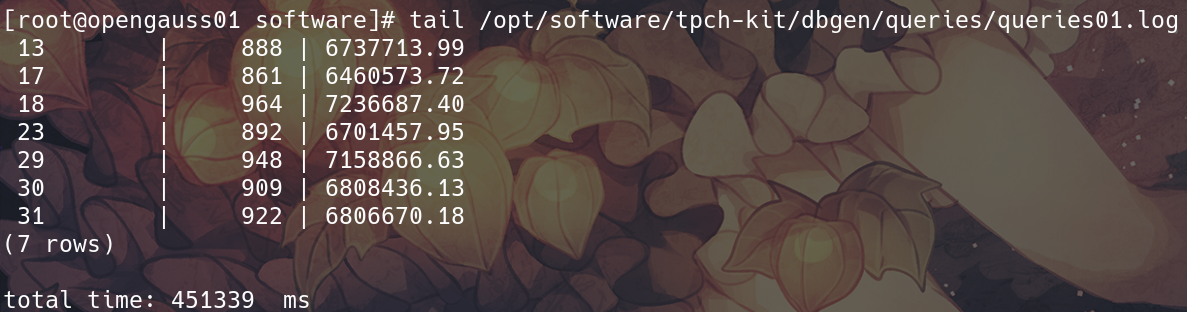 [root@opengauss01 software]# tail /opt/software/tpch-kit/dbgen/queries/queries01.log
 13        |     888 | 6737713.99
 17        |     861 | 6460573.72
 18        |     964 | 7236687.40
 23        |     892 | 6701457.95
 29        |     948 | 7158866.63
 30        |     909 | 6808436.13
 31        |     922 | 6806670.18
(7 rows)

total time: 451339  ms